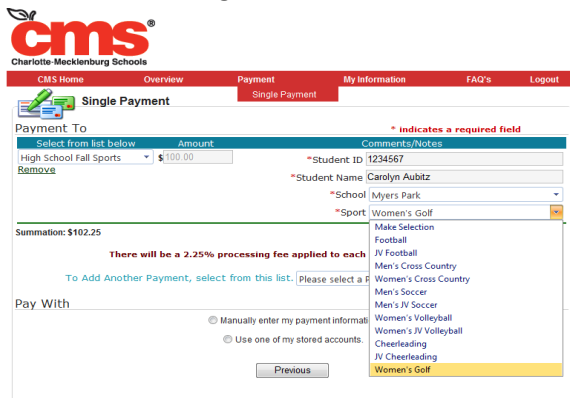 cms®
Charlotte-Mecklenburg Schools
CMS Home Overview Payment My Information FAQ's Logout
Single Payment
Single Payment
Payment To
* indicates a required field
Select from list below Amount Comments/Notes
High School Fall Sports $ 100.00
Remove
*Student ID 1234567
*Student Name Carolyn Aubitz
*School Myers Park
*Sport Women's Golf
Make Selection
Football
JV Football
Men's Cross Country
Women's Cross Country
Men's Soccer
Men's JV Soccer
Women's Volleyball
Women's JV Volleyball
Cheerleading
JV Cheerleading
Women's Golf
Summation: $102.25
There will be a 2.25% processing fee applied to each
To Add Another Payment, select from this list. Please select a
Pay With
Manually enter my payment
Use one of my stored accounts.
Previous